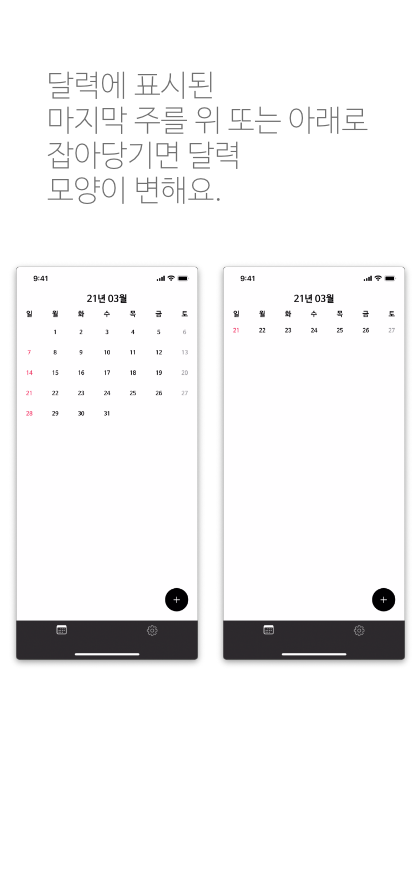 달력에 표시된
마지막 주를 위 또는 아래로
잡아당기면 달력
모양이 변해요.
9:41
21년 03월
일 월 화 수 목 금 토
1 2 3 4 5 6
7 8 9 10 11 12 13
14 15 16 17 18 19 20
21 22 23 24 25 26 27
28 29 30 31
+
9:41
21년 03월
일 월 화 수 목 금 토
21 22 23 24 25 26 27
+